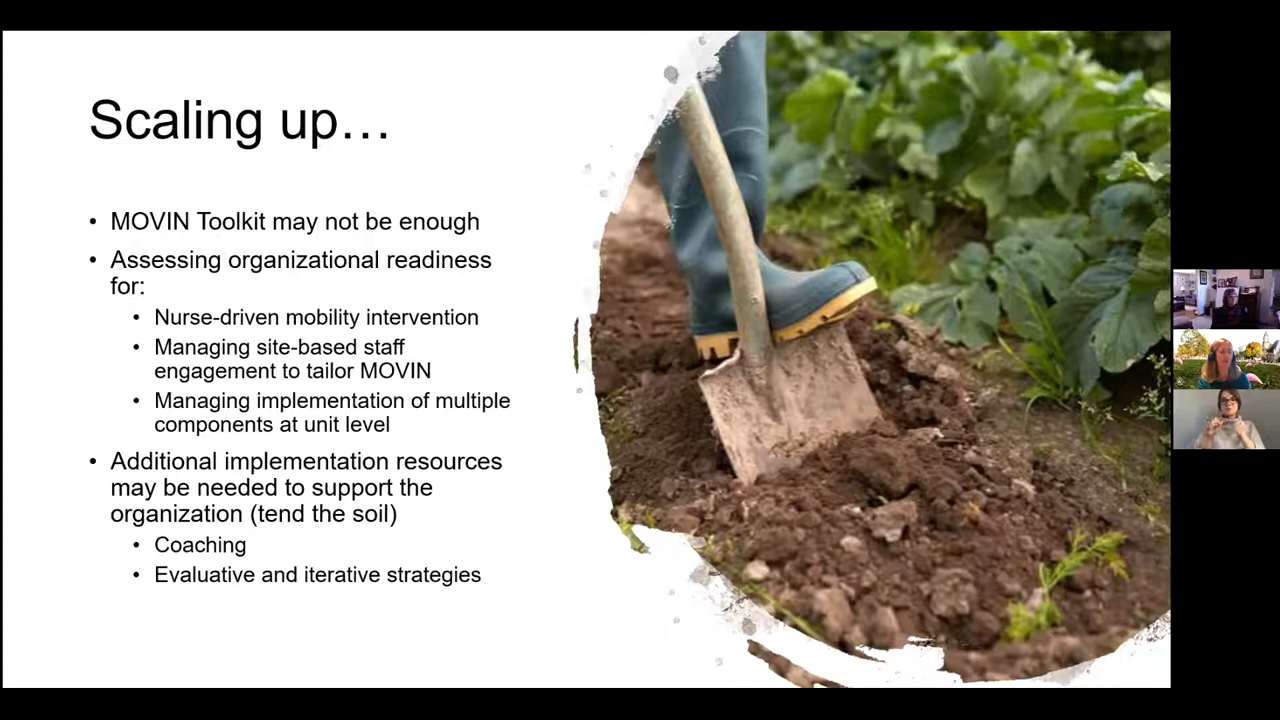 Scaling up…
• MOVIN Toolkit may not be enough
• Assessing organizational readiness
for:
• Nurse-driven mobility intervention
• Managing site-based staff
engagement to tailor MOVIN
• Managing implementation of multiple
components at unit level
• Additional implementation resources
may be needed to support the
organization (tend the soil)
• Coaching
• Evaluative and iterative strategies